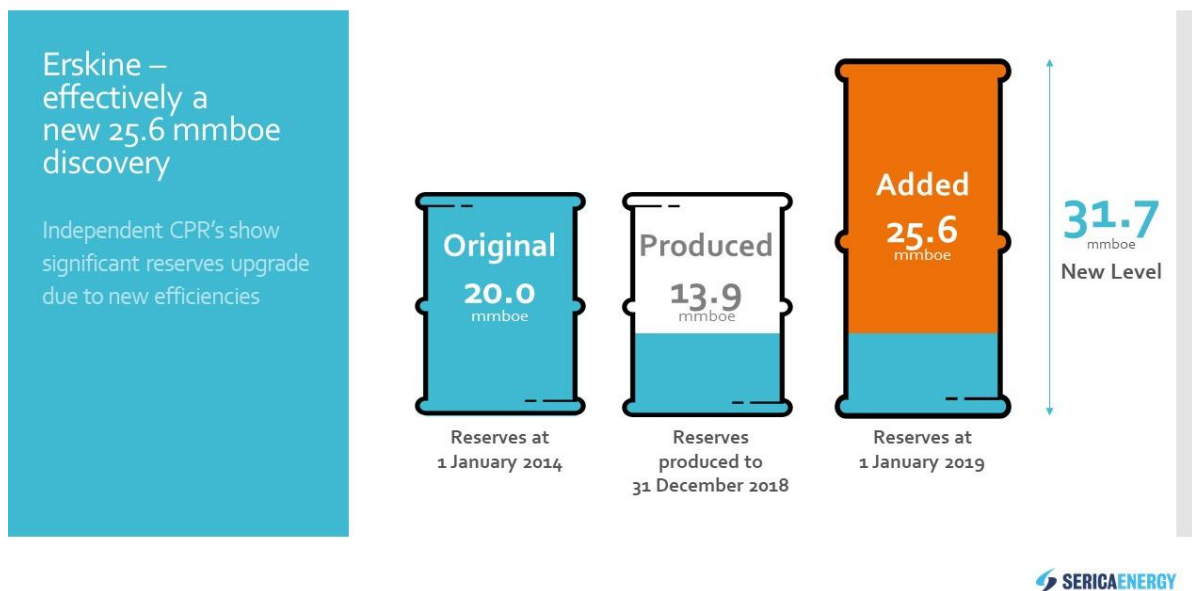 Erskine –
effectively a
new 25.6 mmboe
discovery
Independent CPR’s show
significant reserves upgrade
due to new efficiencies
Original
20.0
mmboe
Reserves at
1 January 2014
Produced
13.9
mmboe
Reserves
produced to
31 December 2018
Added
25.6
mmboe
Reserves at
1 January 2019
31.7
mmboe
New Level
SERICAENERGY